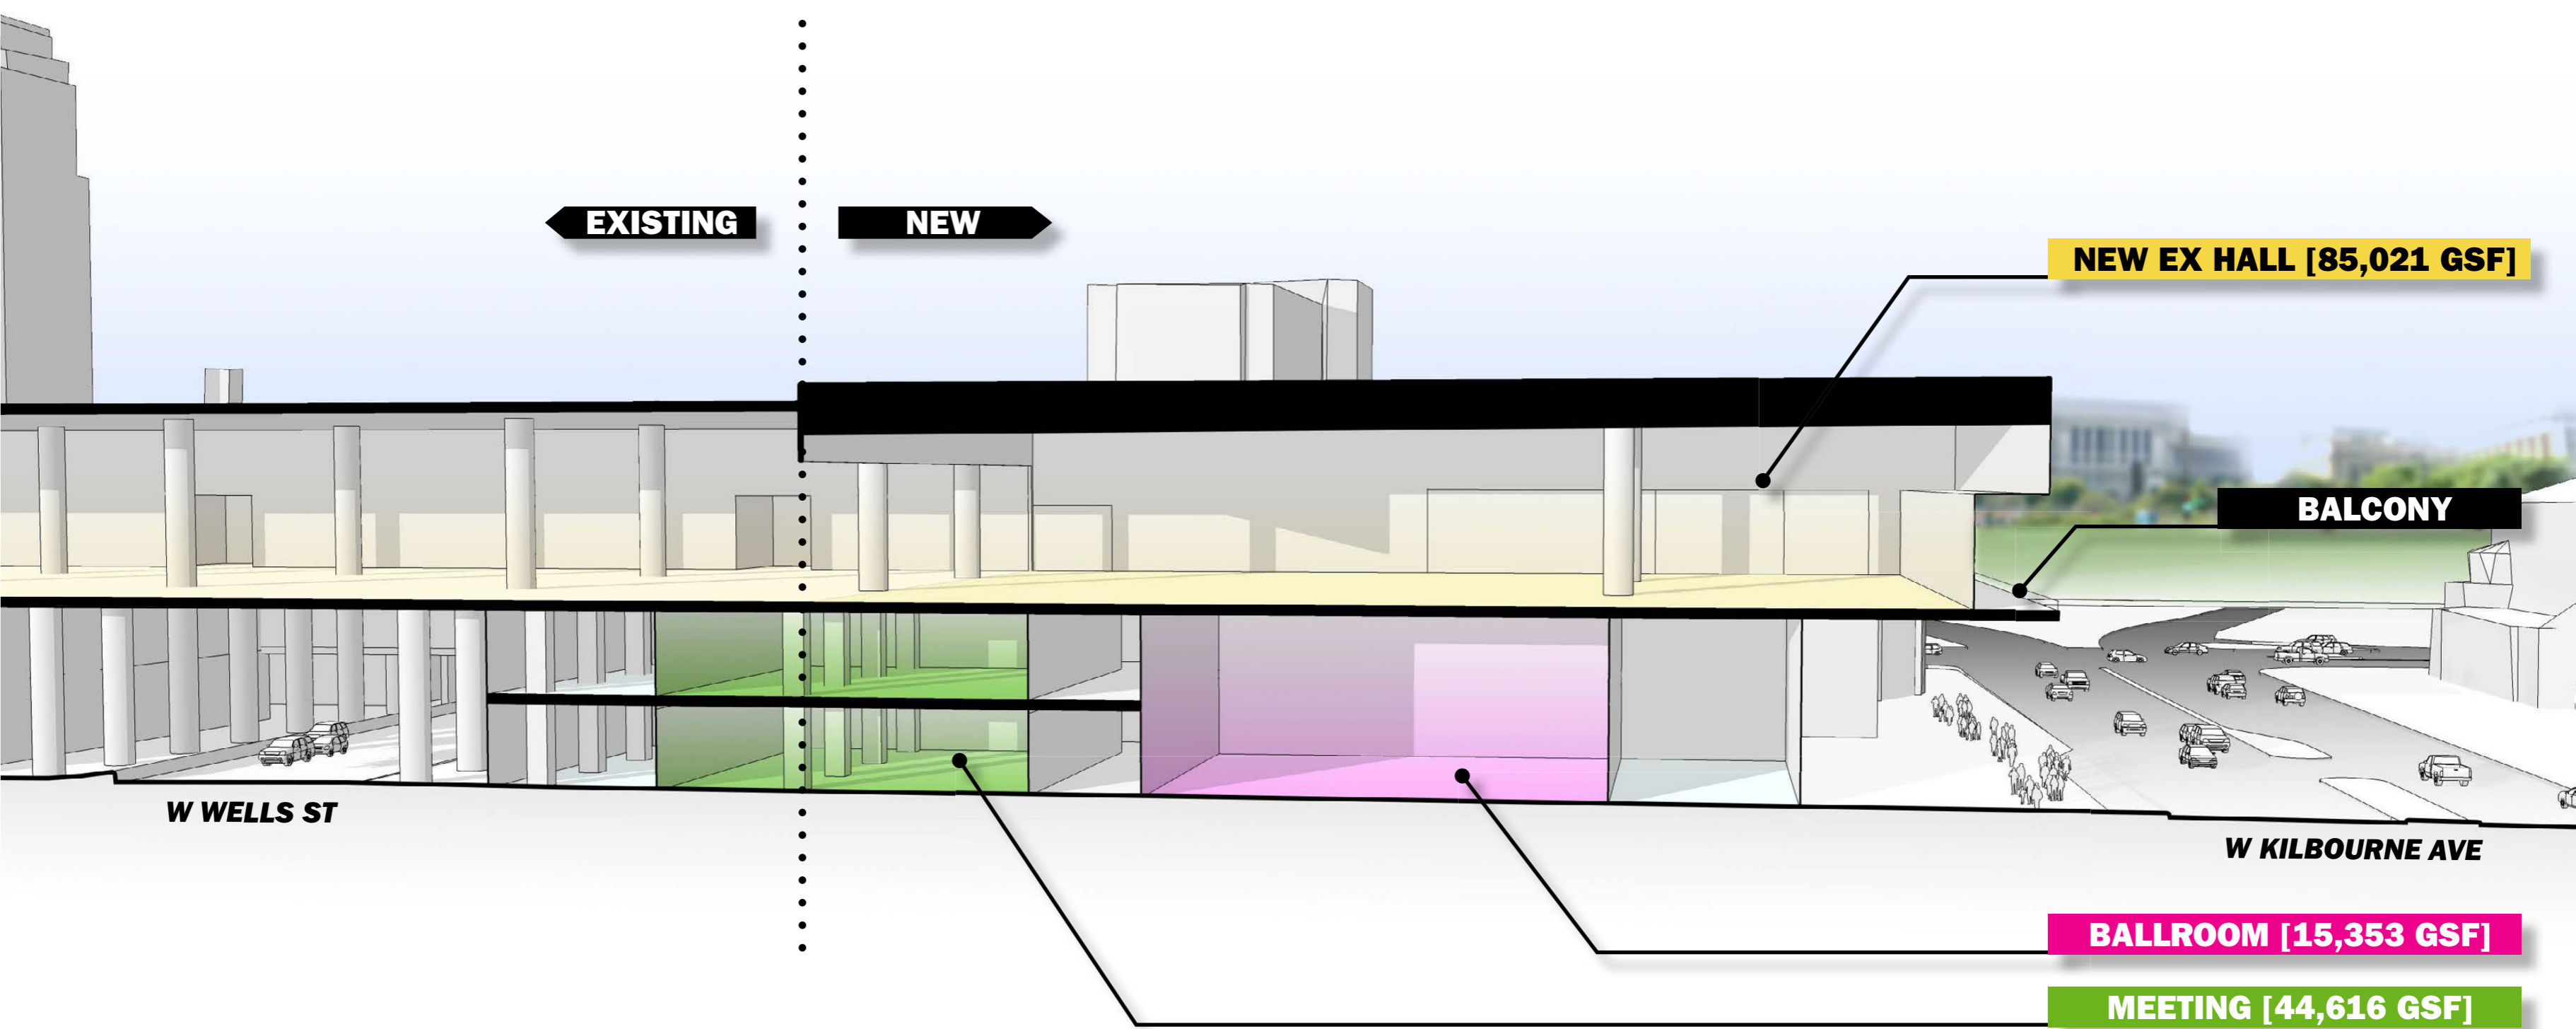 EXISTING
NEW
NEW EX HALL [85,021 GSF]
BALCONY
W WELLS ST
W KILBOURNE AVE
BALLROOM [15,353 GSF]
MEETING [44,616 GSF]